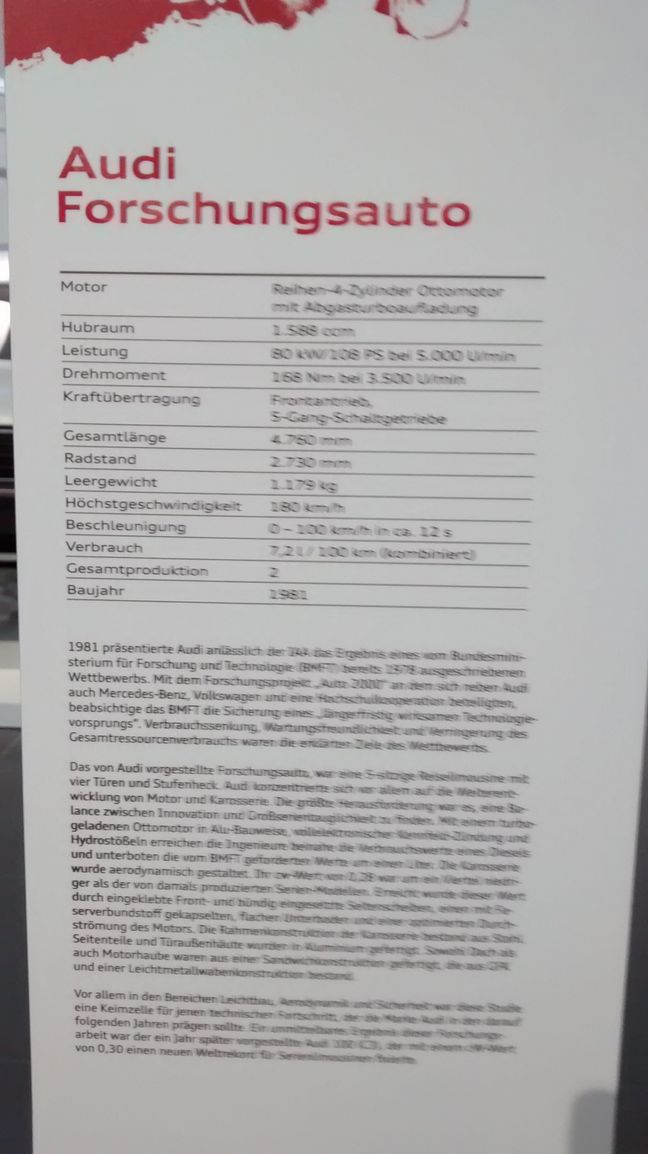 Audi
Forschungsauto
Motor Reihen-4-Zylinder Ottomotor
mit Abgasturboaufladung
Hubraum 1.588 ccm
Leistung 80 kW/108 PS bei 5.000 U/min
Drehmoment 168 Nm bei 3.500 U/min
Kraftübertragung Frontantrieb,
5-Gang-Schaltgetriebe
Gesamtlänge 4.760 mm
Radstand 2.730 mm
Leergewicht 1.179 kg
Höchstgeschwindigkeit 180 km/h
Beschleunigung 0 – 100 km/h in ca. 12 s
Verbrauch 7,2 l / 100 km (kombiniert)
Gesamtproduktion 2
Baujahr 1981
1981 präsentierte Audi anlässlich der IAA das Ergebnis eines vom Bundesmini-
sterium für Forschung und Technologie (BMFT) bereits 1978 ausgeschriebenen
Wettbewerbs. Mit dem Forschungsprojekt „Auto 2000" an dem sich neben Audi
auch Mercedes-Benz, Volkswagen und eine Hochschulkooperation beteiligten,
beabsichtige das BMFT die Sicherung eines „längerfristig wirksamen Technologie-
vorsprungs". Verbrauchssenkung, Wartungsfreundlichkeit und Verringerung des
Gesamtressourcenverbrauchs waren die erklärten Ziele des Wettbewerbs.
Das von Audi vorgestellte Forschungsauto, war eine 5-sitzige Reiselimousine mit
vier Türen und Stufenheck. Audi konzentrierte sich vor allem auf die Weiterent-
wicklung von Motor und Karosserie. Die größte Herausforderung war es, eine Ba-
lance zwischen Innovation und Großserientauglichkeit zu finden. Mit einem turbo-
geladenen Ottomotor in Alu-Bauweise, vollelektronischer Kennfeld-Zündung und
Hydrostößeln erreichen die Ingenieure beinahe die Verbrauchswerte eines Diesels
und unterboten die vom BMFT geforderten Werte um einen Liter. Die Karosserie
wurde aerodynamisch gestaltet. Ihr cw-Wert von 0,28 war um ein Viertel niedri-
ger als der von damals produzierten Serien-Modellen. Erreicht wurde dieser Wert
durch eingeklebte Front- und bündig eingesetzte Seitenscheiben, einen mit Fa-
serverbundstoff gekapselten, flachen Unterboden und einer optimierten Durch-
strömung des Motors. Die Rahmenkonstruktion der Karosserie bestand aus Stahl,
Seitenteile und Türaußenhäute wurden in Aluminium gefertigt. Sowohl Dach als
auch Motorhaube waren aus einer Sandwichkonstruktion gefertigt, die aus GFK
und einer Leichtmetallwabenkonstruktion bestand.
Vor allem in den Bereichen Leichtbau, Aerodynamik und Sicherheit war diese Studie
eine Keimzelle für jenen technischen Fortschritt, der die Marke Audi in den darauf
folgenden Jahren prägen sollte. Ein unmittelbares Ergebnis dieser Forschungs-
arbeit war der ein Jahr später vorgestellte Audi 100 (C3), der mit einem cW-Wert
von 0,30 einen neuen Weltrekord für Serienlimousinen